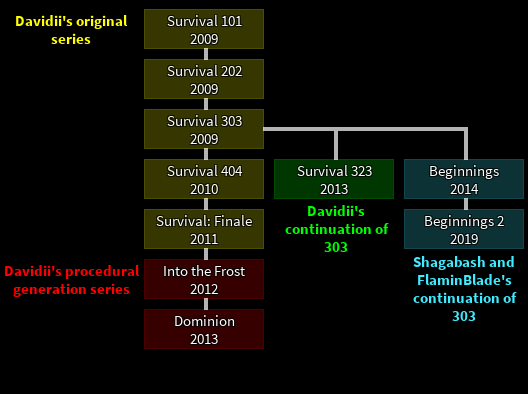 Davidii's original
series
Survival 101
2009
Survival 202
2009
Survival 303
2009
Survival 404
2010
Survival 323
2013
Beginnings
2014
Davidii's
continuation of
303
Survival: Finale
2011
Beginnings 2
2019
Davidii's procedural
generation series
Into the Frost
2012
Shagabash and
FlaminBlade's
continuation of
303
Dominion
2013